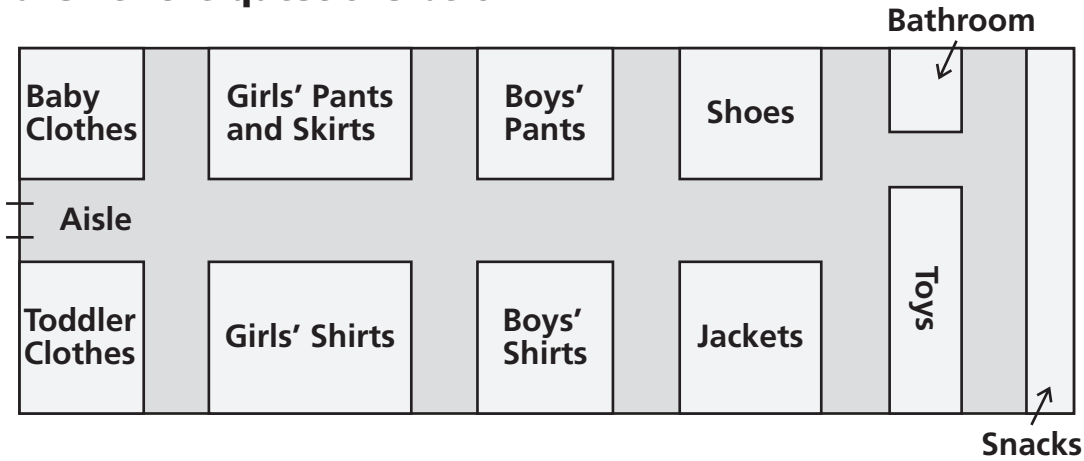 Bathroom
Baby
Clothes
Girls’ Pants
and Skirts
Boys’
Pants
Shoes
Aisle
Toddler
Clothes
Girls’ Shirts
Boys’
Shirts
Jackets
Toys
Snacks